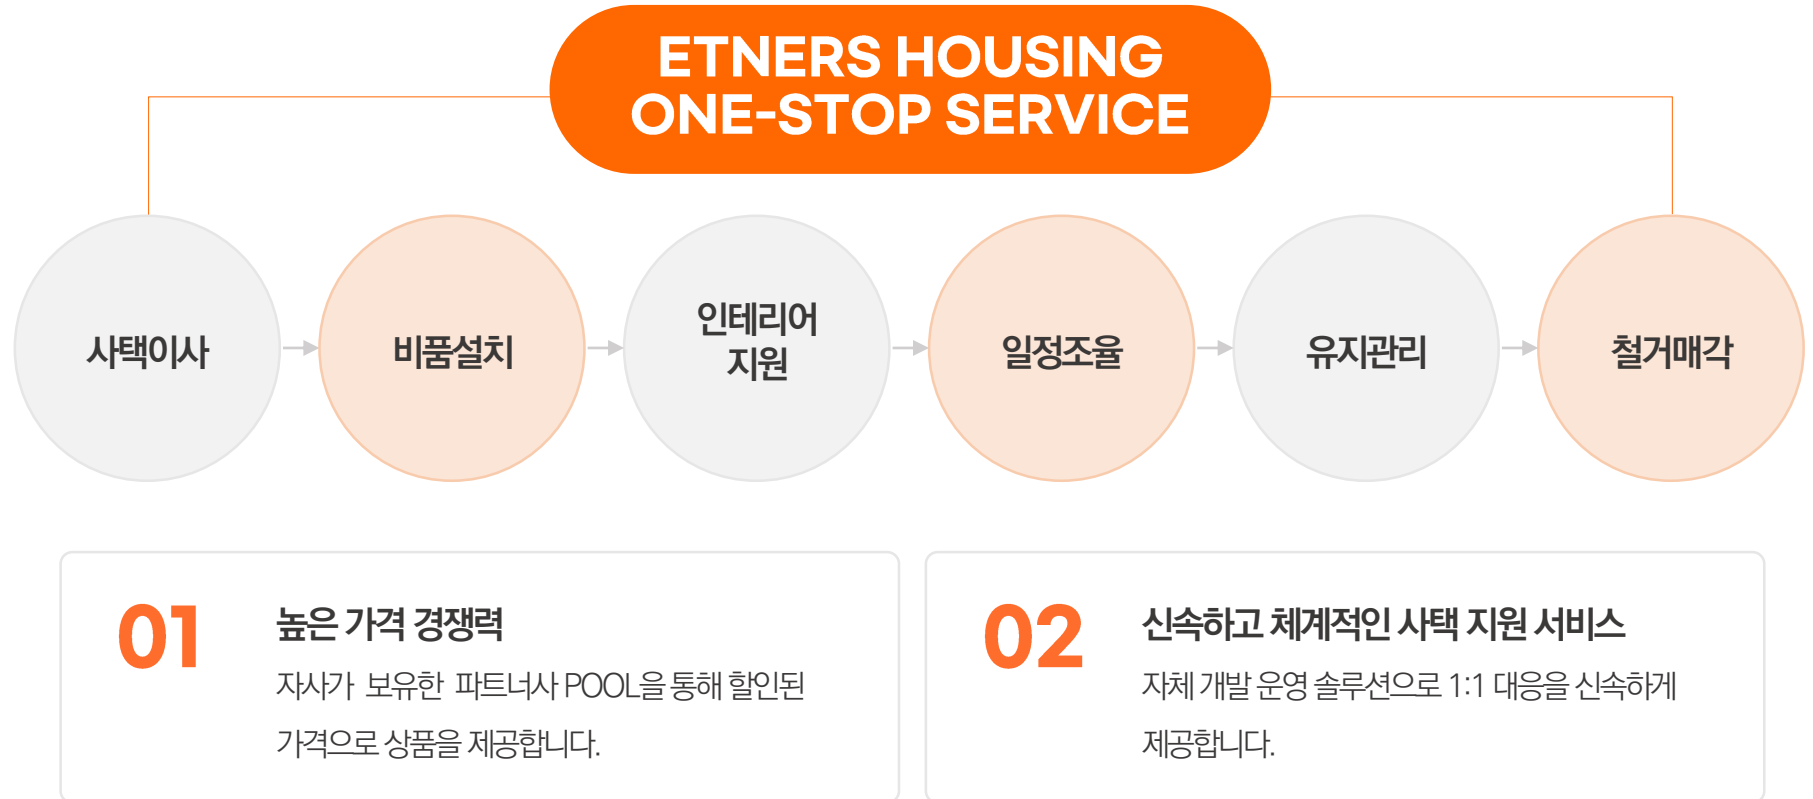 ETNERS HOUSING
ONE-STOP SERVICE
사택이사
비품설치
인테리어
지원
일정조율
유지관리
철거매각
01
높은 가격 경쟁력
자사가 보유한 파트너사 POOL을 통해 할인된
가격으로 상품을 제공합니다.
02
신속하고 체계적인 사택 지원 서비스
자체 개발 운영 솔루션으로 1:1 대응을 신속하게
제공합니다.